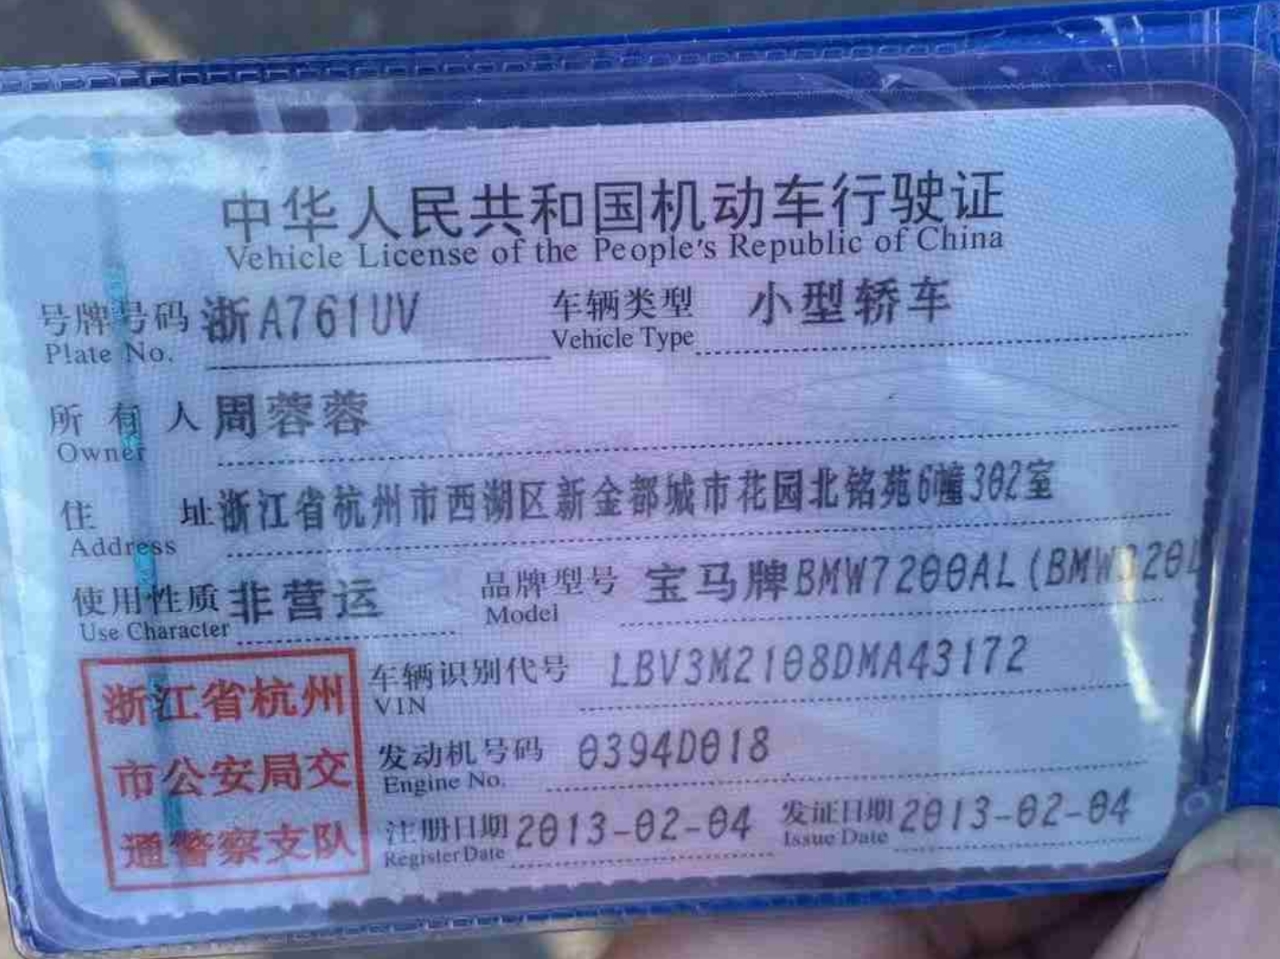 中华人民共和国机动车行驶证
Vehicle License of the People's Republic of China
号牌号码 浙A761UV 车辆类型 小型轿车
Plate No. Vehicle Type
所有人 周蓉蓉
Owner
住址 浙江省杭州市西湖区新金都城市花园北铭苑6幢302室
Address
使用性质 非营运 品牌型号 宝马牌BMW7200AL(BMW320L
Use Character Model
车辆识别代号 LBV3M2108DMA43172
VIN
发动机号码 0394D018
Engine No.
注册日期 2013-02-04 发证日期 2013-02-04
Register Date Issue Date
浙江省杭州
市公安局交
通警察支队